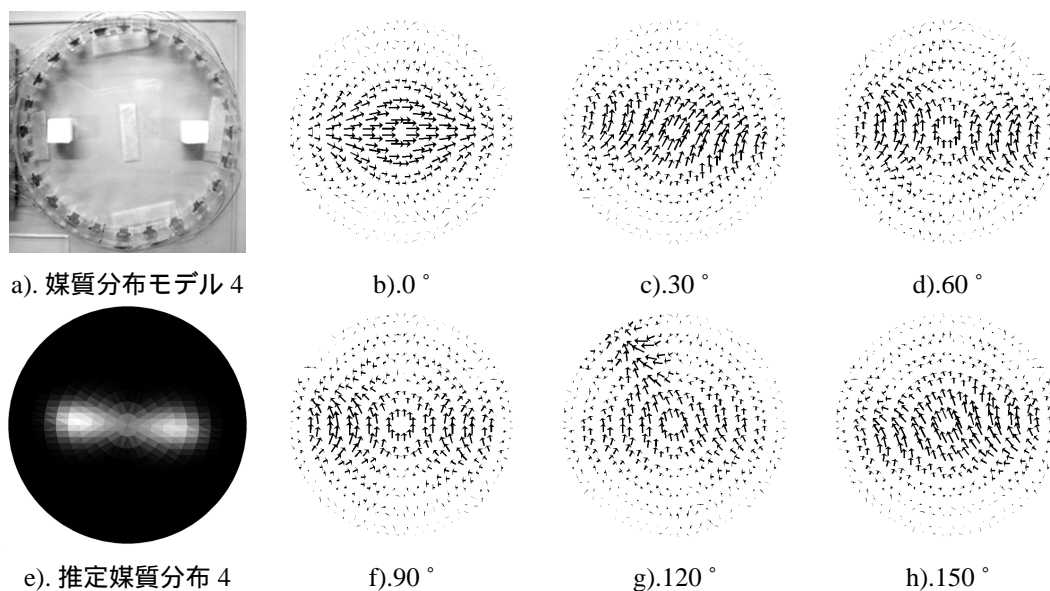 a). 媒質分布モデル 4
b).0 °
c).30 °
d).60 °
e). 推定媒質分布 4
f).90 °
g).120 °
h).150 °